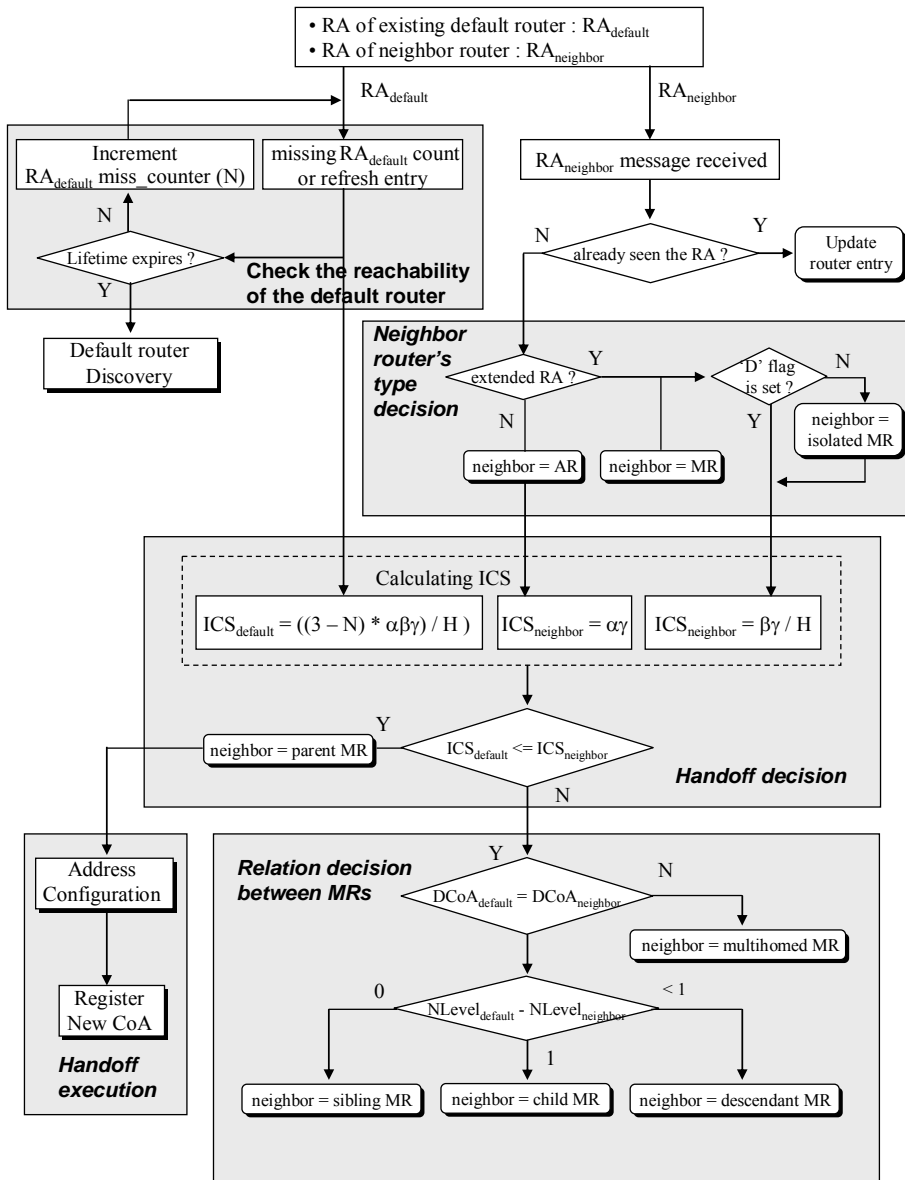 • RA of existing default router : RAdefault
• RA of neighbor router : RAneighbor
RAdefault
RAneighbor
Increment
RAdefault miss_counter (N)
missing RAdefault count
or refresh entry
RAneighbor message received
N
Lifetime expires ?
Y
Check the reachability
of the default router
Default router
Discovery
N
already seen the RA ?
Y
Update
router entry
Neighbor
router's
type
decision
extended RA ?
Y
N
'D' flag
is set ?
N
Y
neighbor =
isolated MR
neighbor = AR
neighbor = MR
Calculating ICS
ICSdefault = ((3 – N) * αβγ) / H )
ICSneighbor = αγ
ICSneighbor = βγ / H
Y
neighbor = parent MR
ICSdefault <= ICSneighbor
Handoff decision
N
Address
Configuration
Register
New CoA
Handoff
execution
Relation decision
between MRs
Y
DCoAdefault = DCoAneighbor
N
neighbor = multihomed MR
0
NLeveldefault - NLevelneighbor
< 1
1
neighbor = sibling MR
neighbor = child MR
neighbor = descendant MR